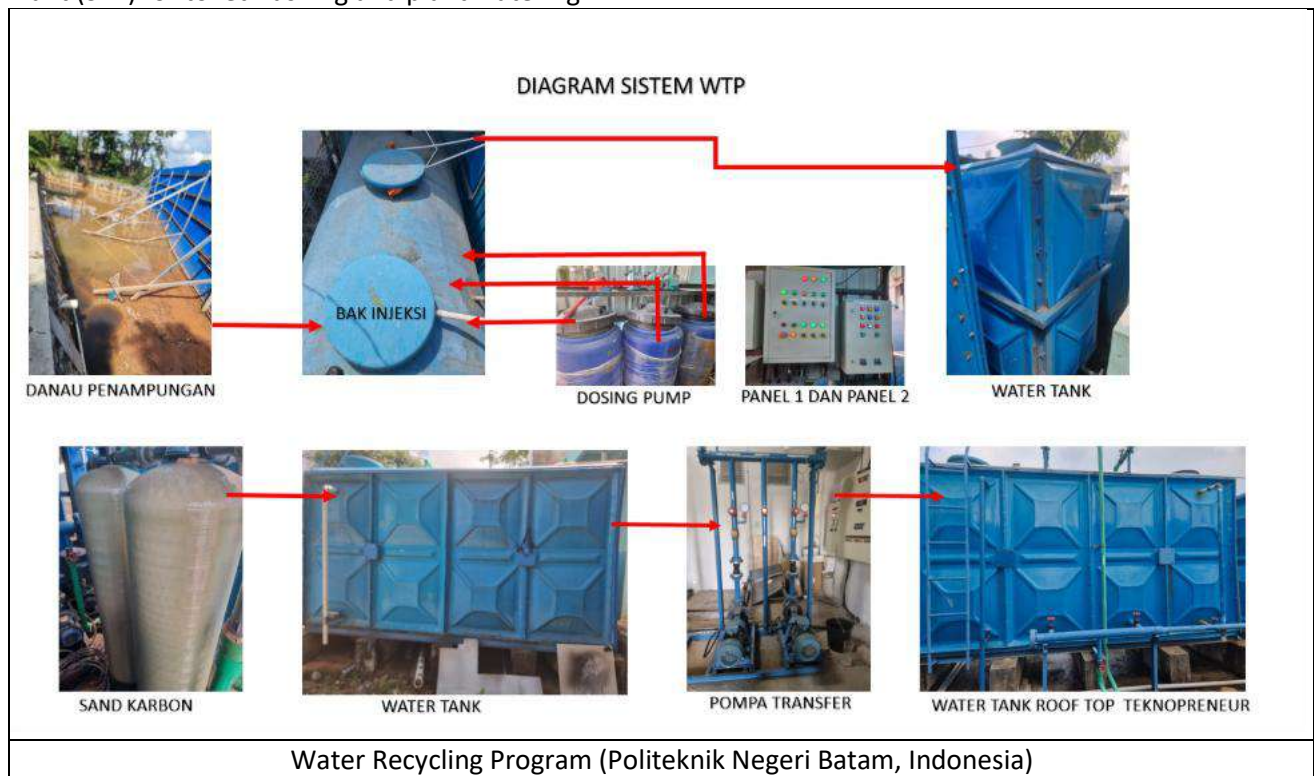 DIAGRAM SISTEM WTP
BAK INJEKSI
DANAU PENAMPUNGAN
DOSING PUMP
PANEL 1 DAN PANEL 2
WATER TANK
SAND KARBON
WATER TANK
POMPA TRANSFER
WATER TANK ROOF TOP TEKNOPRENEUR
Water Recycling Program (Politeknik Negeri Batam, Indonesia)